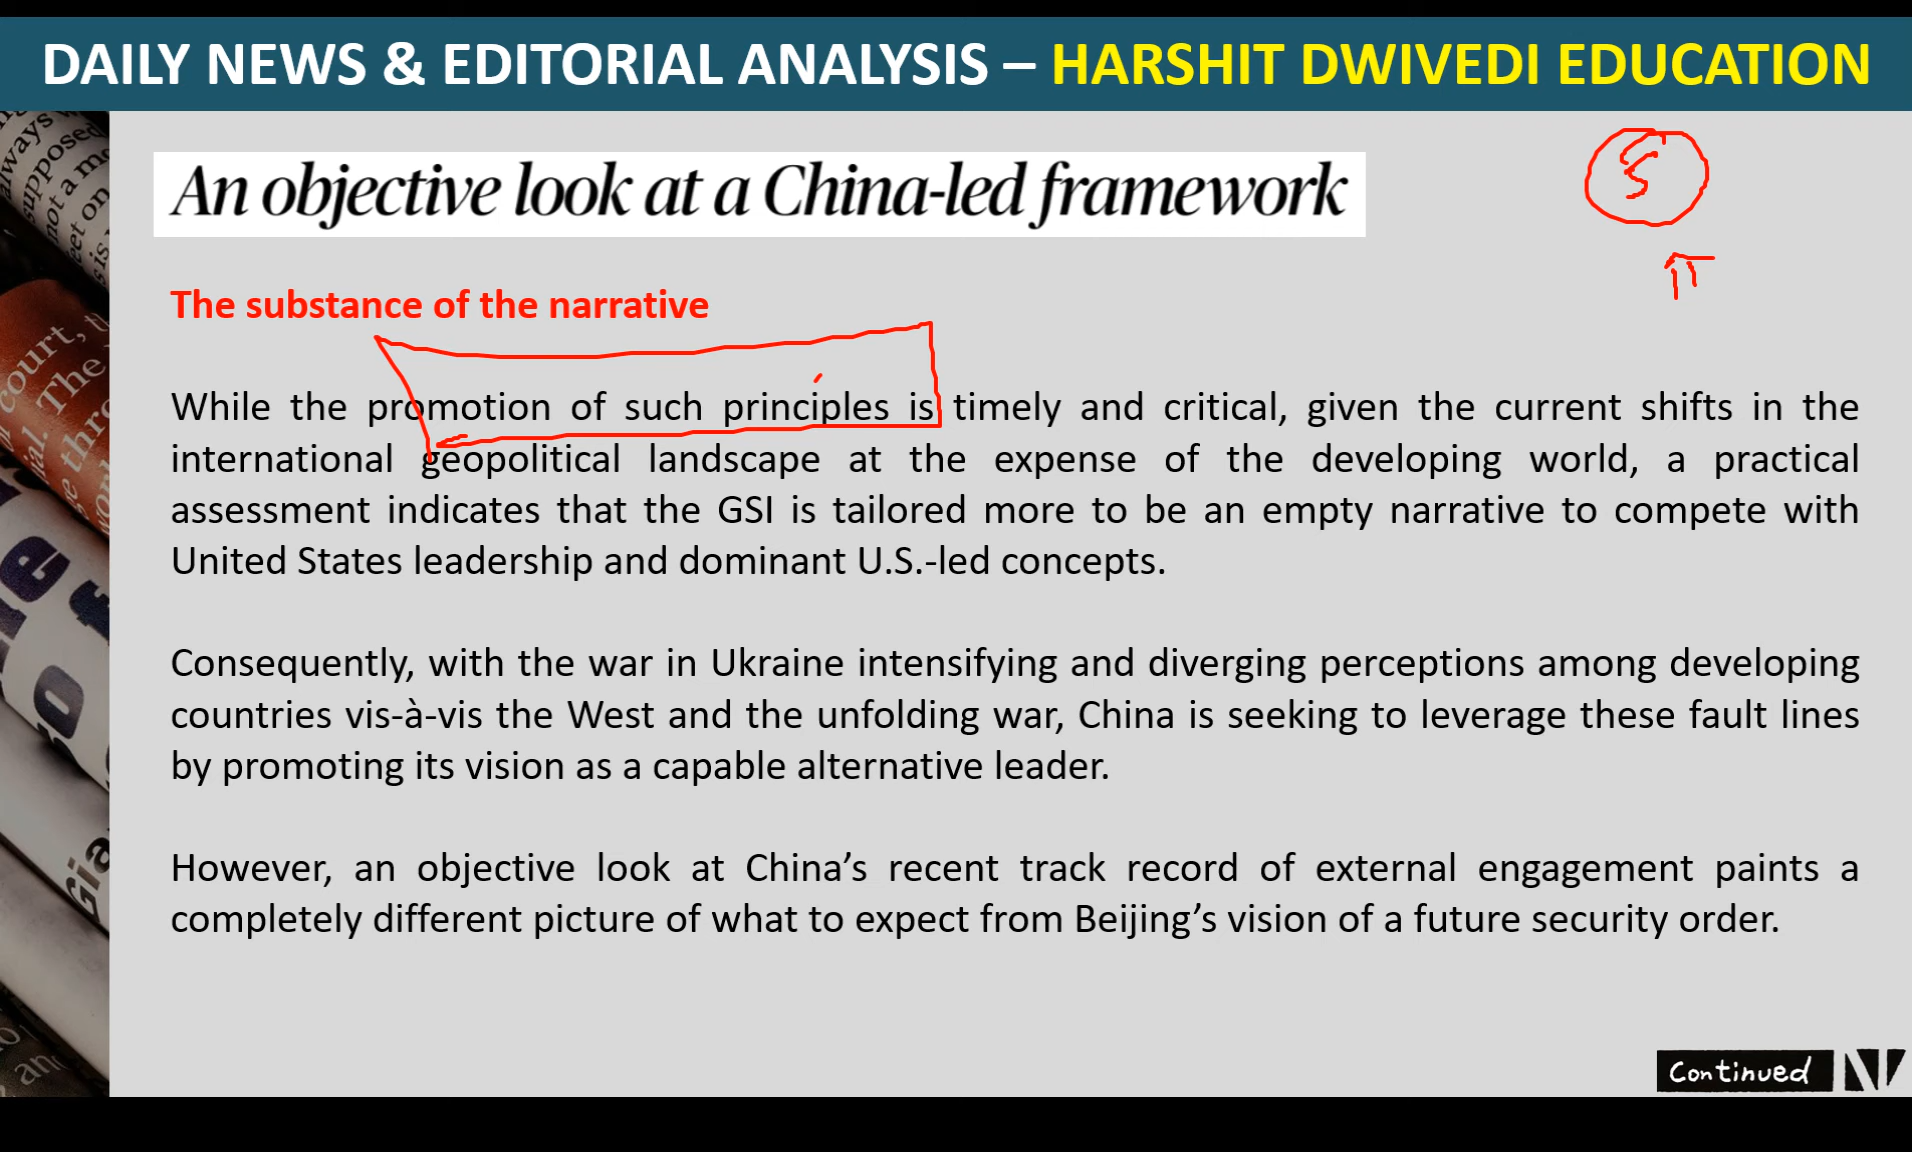 DAILY NEWS & EDITORIAL ANALYSIS – HARSHIT DWIVEDI EDUCATION
An objective look at a China-led framework
5
The substance of the narrative
While the promotion of such principles is timely and critical, given the current shifts in the
international geopolitical landscape at the expense of the developing world, a practical
assessment indicates that the GSI is tailored more to be an empty narrative to compete with
United States leadership and dominant U.S.-led concepts.
Consequently, with the war in Ukraine intensifying and diverging perceptions among developing
countries vis-à-vis the West and the unfolding war, China is seeking to leverage these fault lines
by promoting its vision as a capable alternative leader.
However, an objective look at China’s recent track record of external engagement paints a
completely different picture of what to expect from Beijing’s vision of a future security order.
Continued